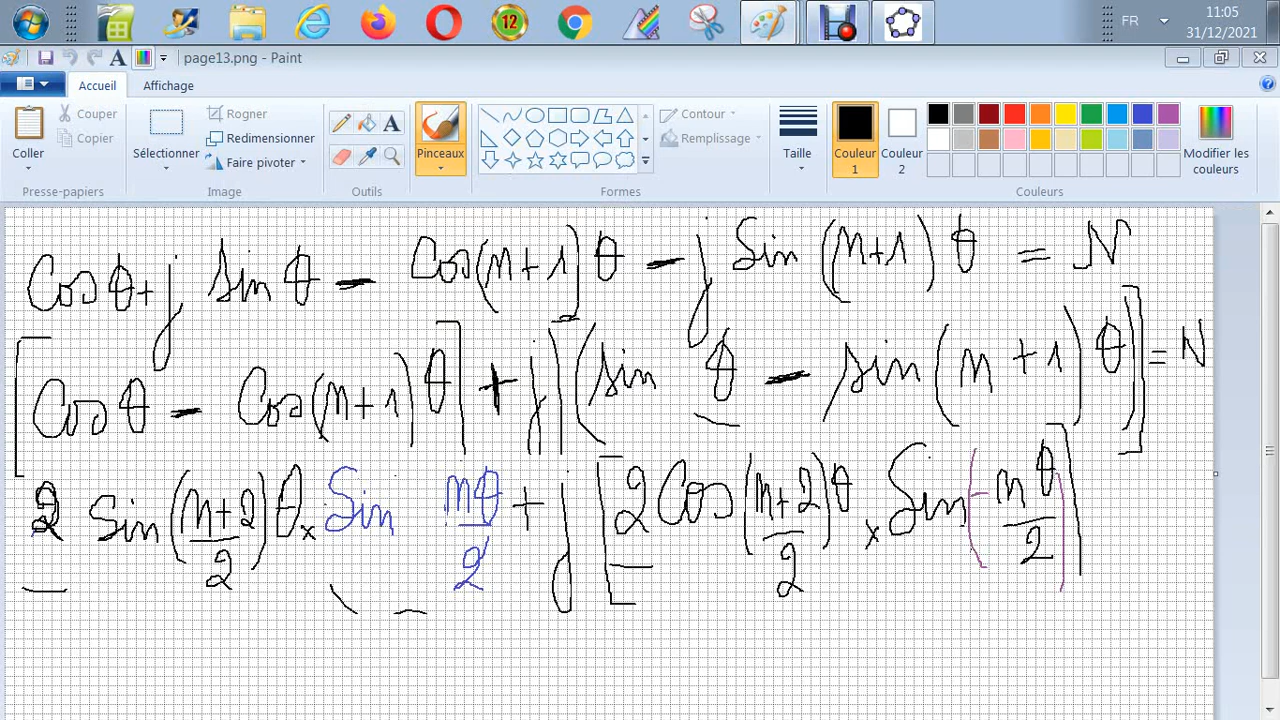 12
FR
11:05
31/12/2021
page13.png - Paint
Accueil Affichage
Coller
Couper
Copier
Presse-papiers
Sélectionner
Rogner
Redimensionner
Faire pivoter
Image
Outils
Pinceaux
Formes
Contour
Remplissage
Taille
Couleur 1
Couleur 2
Modifier les couleurs
Couleurs
Cos θ + j sin θ - Cos(n+1)θ - j Sin(n+1)θ = N
[Cos θ - Cos(n+1)θ] + j[(sin θ - sin(n+1)θ] = N
2 Sin(n+2)/2 θ × Sin nθ/2 + j[2 Cos(n+2)/2 θ × Sin(-nθ/2)]